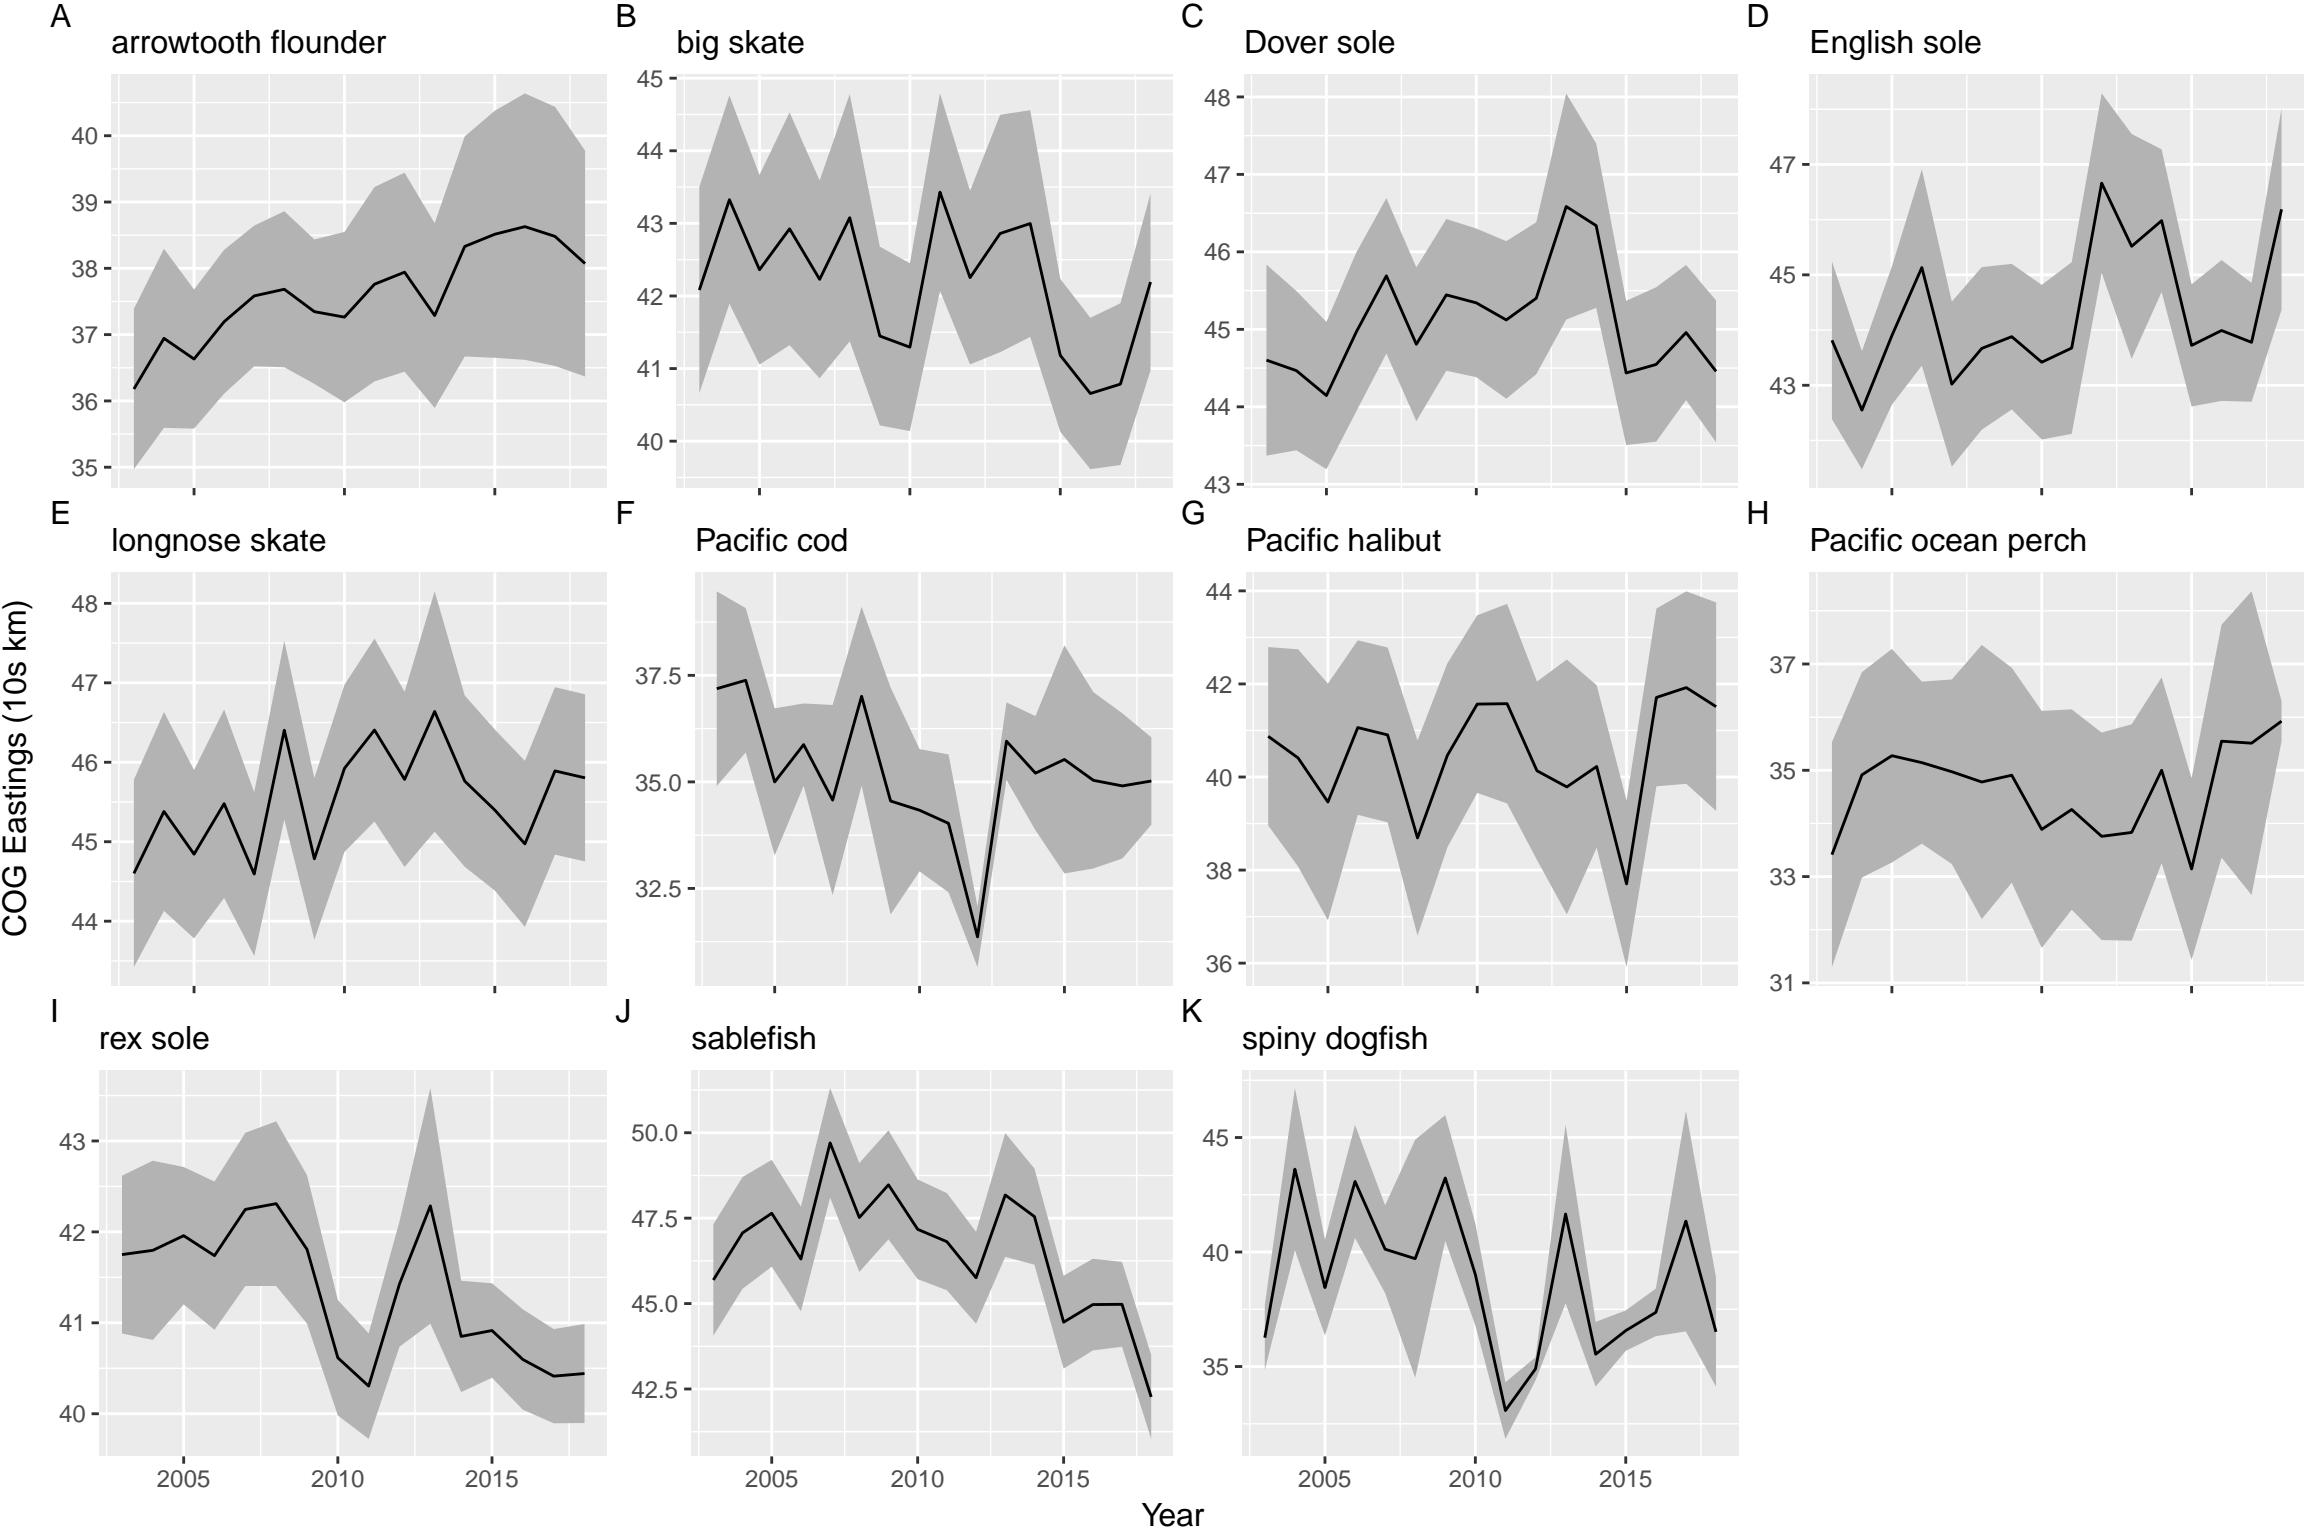 A
arrowtooth flounder
40
39
38
37
36
35
B
big skate
45
44
43
42
41
40
C
Dover sole
48
47
46
45
44
43
D
English sole
47
45
43
E
longnose skate
48
47
46
45
44
F
Pacific cod
37.5
35.0
32.5
G
Pacific halibut
44
42
40
38
36
H
Pacific ocean perch
37
35
33
31
COG Eastings (10s km)
I
rex sole
43
42
41
40
2005 2010 2015
J
sablefish
50.0
47.5
45.0
42.5
2005 2010 2015
K
spiny dogfish
45
40
35
2005 2010 2015
Year